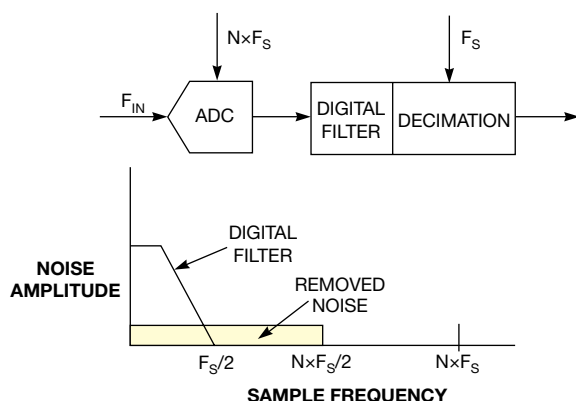 N×F_S
F_S
F_IN
ADC
DIGITAL
FILTER
DECIMATION
DIGITAL
FILTER
REMOVED
NOISE
NOISE
AMPLITUDE
F_S/2
N×F_S/2
N×F_S
SAMPLE FREQUENCY